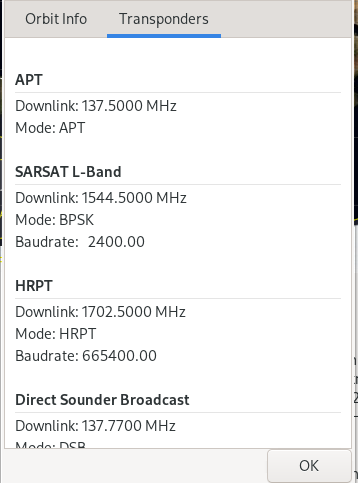 Orbit Info
Transponders
APT
Downlink: 137.5000 MHz
Mode: APT
SARSAT L-Band
Downlink: 1544.5000 MHz
Mode: BPSK
Baudrate:   2400.00
HRPT
Downlink: 1702.5000 MHz
Mode: HRPT
Baudrate: 665400.00
Direct Sounder Broadcast
Downlink: 137.7700 MHz
Mode: DSB
OK